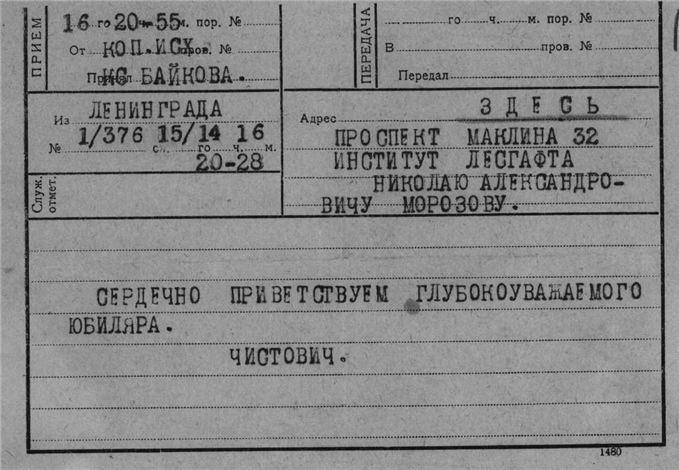 ПРИЕМ
16 го 20 ч. 55 м. пор. №
От КОП.ИСХ пров. №
Принял КС БАЙКОВА.
ПЕРЕДАЧА
го ч. м. пор. №
В пров. №
Передал
Из ЛЕНИНГРАДА
№ 1/376 с. 15/14 го 16 ч. м.
20-28
Служ. отмет.
Адрес ЗДЕСЬ
ПРОСПЕКТ МАКЛИНА 32
ИНСТИТУТ ЛЕСГАФТА
НИКОЛАЮ АЛЕКСАНДРО-
ВИЧУ МОРОЗОВУ.
СЕРДЕЧНО ПРИВЕТСТВУЕМ ГЛУБОКОУВАЖАЕМОГО
ЮБИЛЯРА.
ЧИСТОВИЧ.
1480